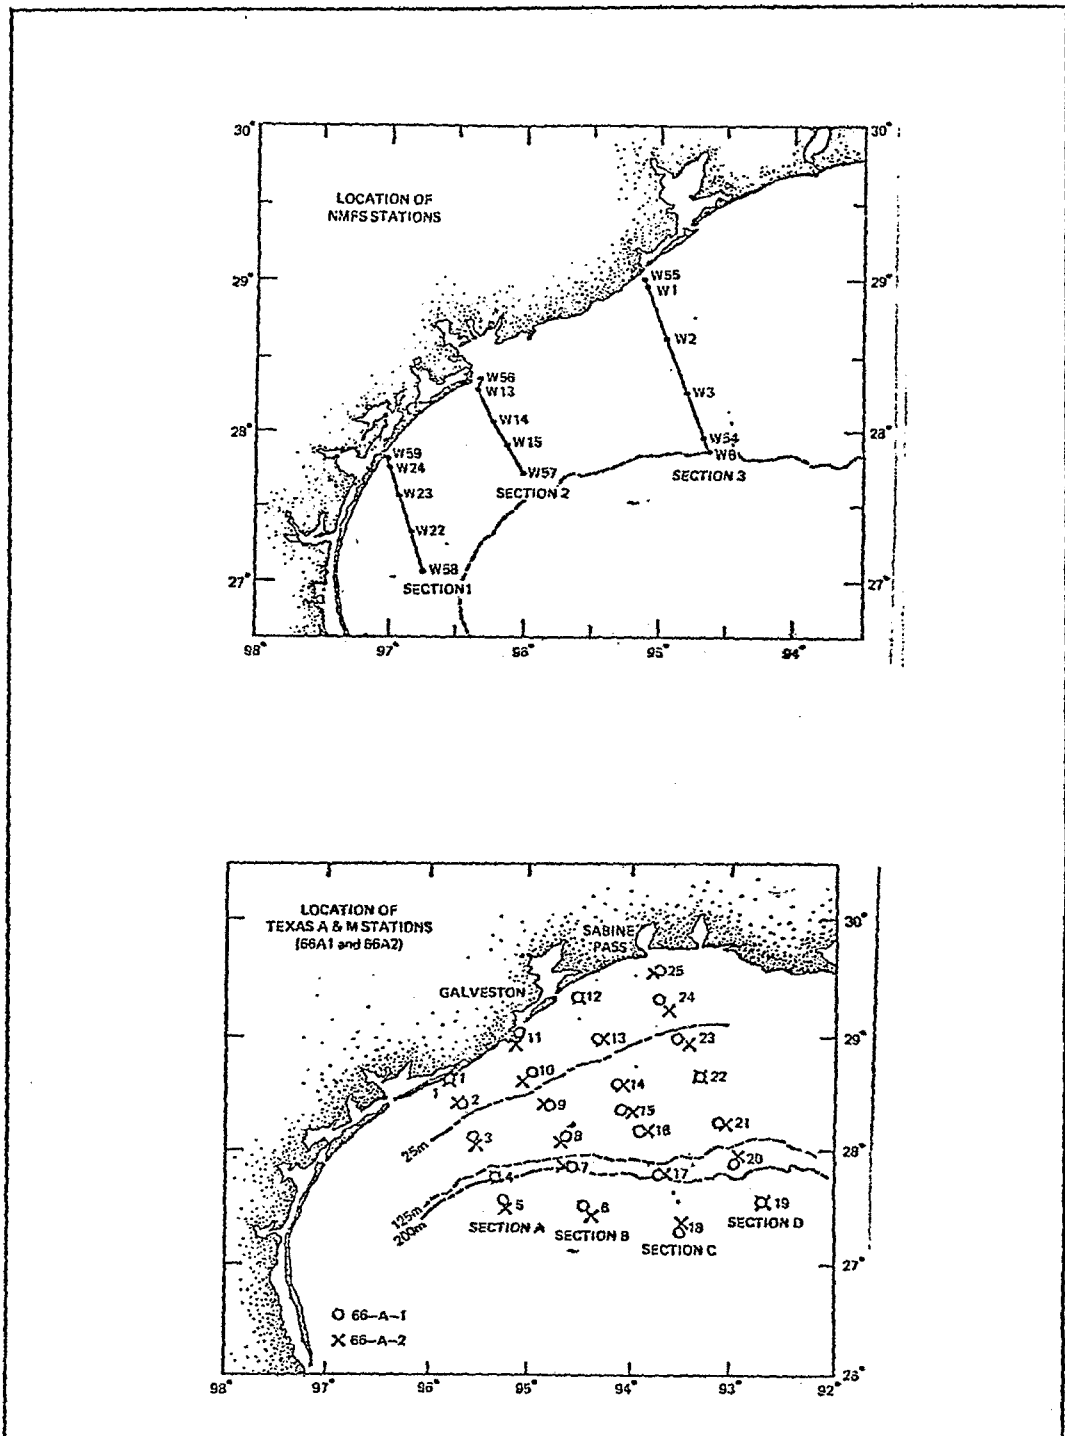 30°
30°
LOCATION OF
NMFS STATIONS
29°
29°
W55
W1
W2
W3
W54
W6
SECTION 3
W56
W13
W14
W15
W57
SECTION 2
28°
28°
W59
W24
W23
W22
W58
SECTION 1
27°
27°
98°
97°
96°
95°
94°
LOCATION OF
TEXAS A & M STATIONS
(66A1 and 66A2)
SABINE
PASS
GALVESTON
30°
29°
28°
27°
26°
25
24
12
13
23
11
22
10
1
1
14
2
9
15
16
21
3
8
20
25m
4
7
17
125m
200m
5
6
18
19
SECTION A
SECTION B
SECTION C
SECTION D
O 66-A-1
X 66-A-2
98°
97°
96°
95°
94°
93°
92°